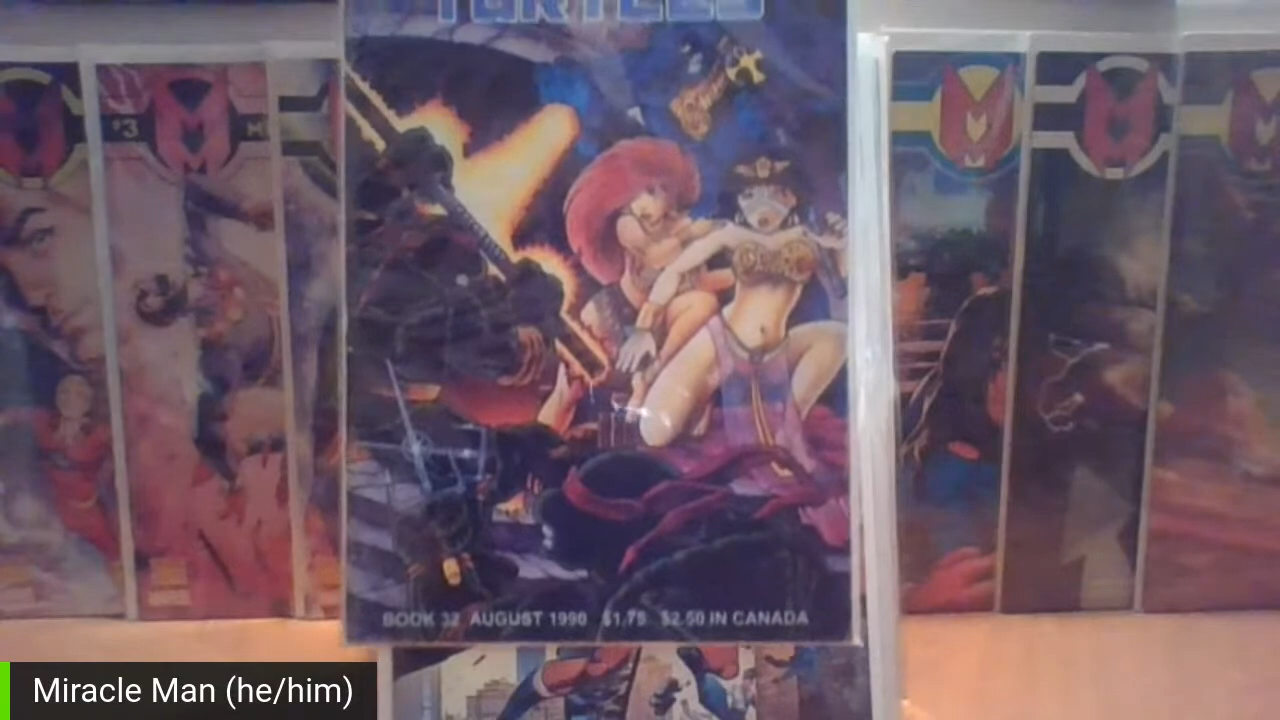 TURTLES
#3
BOOK 32 AUGUST 1990 $1.75 $2.50 IN CANADA
Miracle Man (he/him)